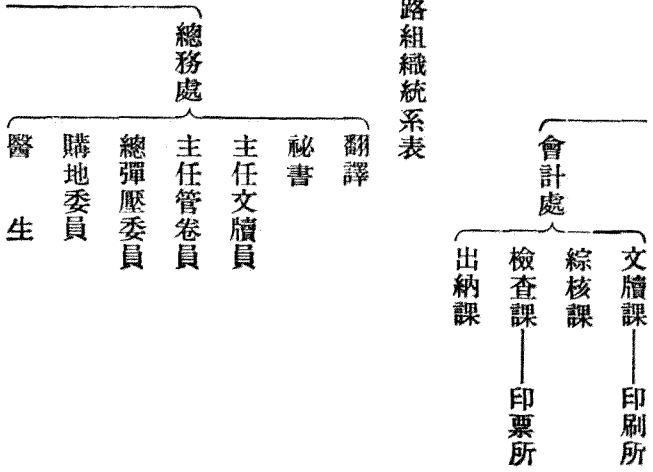 會計處
文牘課
印刷所
綜核課
檢查課
印票所
出納課
路組織統系表
總務處
翻譯
祕書
主任文牘員
主任管卷員
總彈壓委員
購地委員
醫生